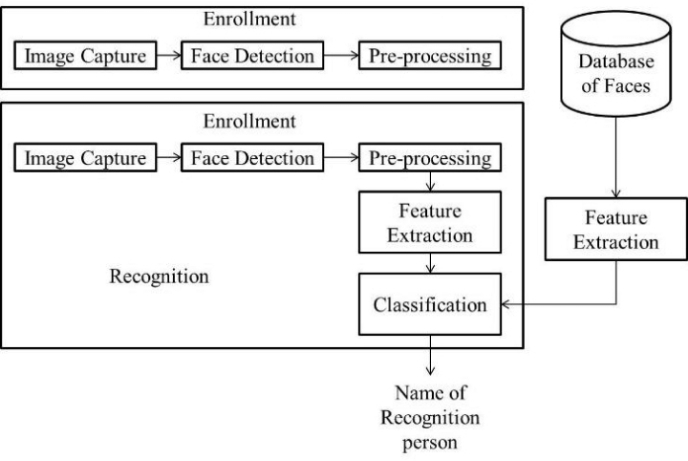 Enrollment
Image Capture
Face Detection
Pre-processing
Database
of Faces
Enrollment
Image Capture
Face Detection
Pre-processing
Feature
Extraction
Feature
Extraction
Recognition
Classification
Name of
Recognition
person